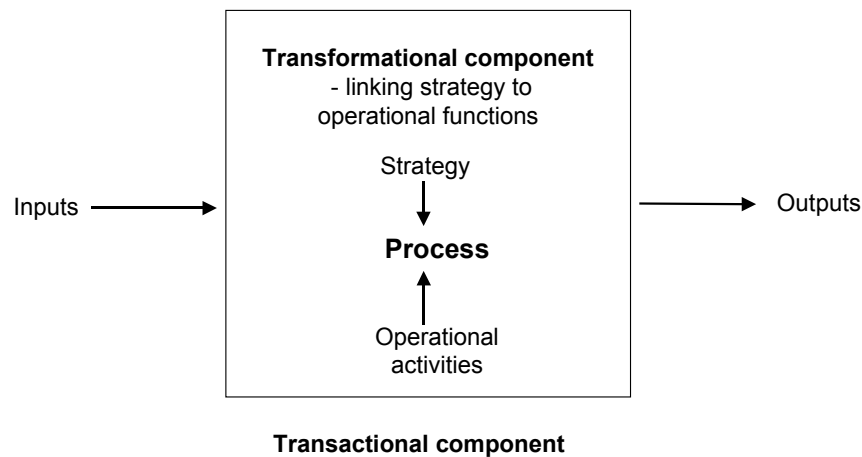 Transformational component
- linking strategy to
operational functions
Strategy
Inputs
Outputs
Process
Operational
activities
Transactional component